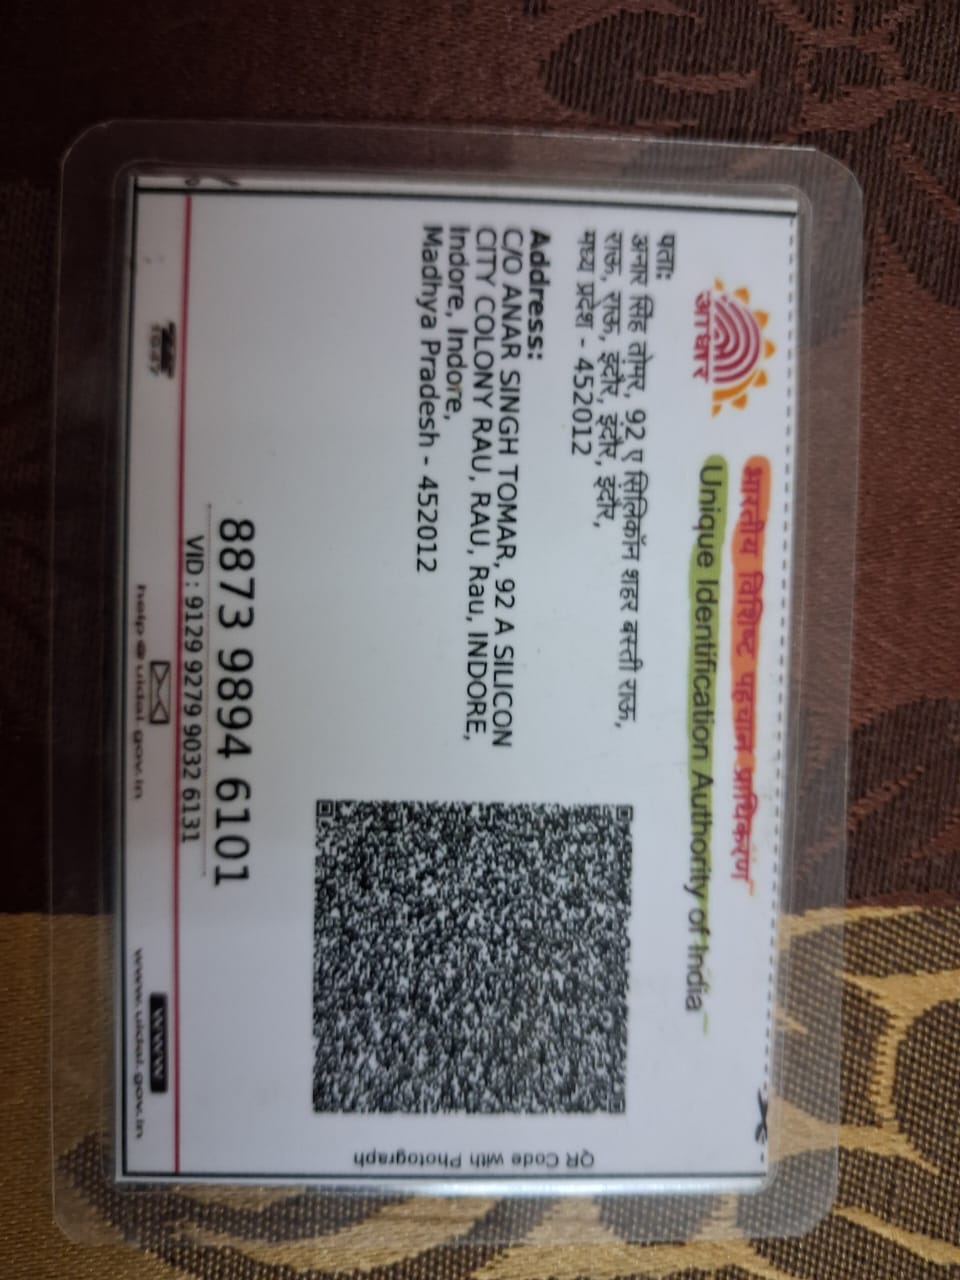 आधार
भारतीय विशिष्ट पहचान प्राधिकरण
Unique Identification Authority of India
पताः
अनार सिंह तोमर, 92 ए सिलिकॉन शहर बस्ती राऊ,
राऊ, राऊ, इंदौर, इंदौर, इंदौर,
मध्य प्रदेश - 452012
Address:
C/O ANAR SINGH TOMAR, 92 A SILICON
CITY COLONY RAU, RAU, Rau, INDORE,
Indore, Indore,
Madhya Pradesh - 452012
QR Code with Photograph
8873 9894 6101
VID : 9129 9279 9032 6131
1947
help@uidai.gov.in
WWW
www.uidai.gov.in